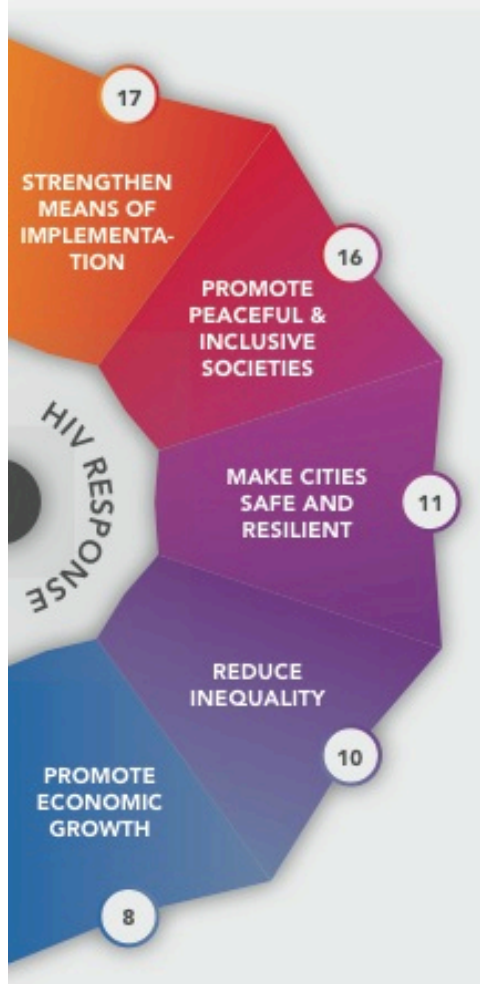 17
STRENGTHEN
MEANS OF
IMPLEMENTA-
TION
16
PROMOTE
PEACEFUL &
INCLUSIVE
SOCIETIES
HIV RESPONSE
MAKE CITIES
SAFE AND
RESILIENT
11
REDUCE
INEQUALITY
10
PROMOTE
ECONOMIC
GROWTH
8